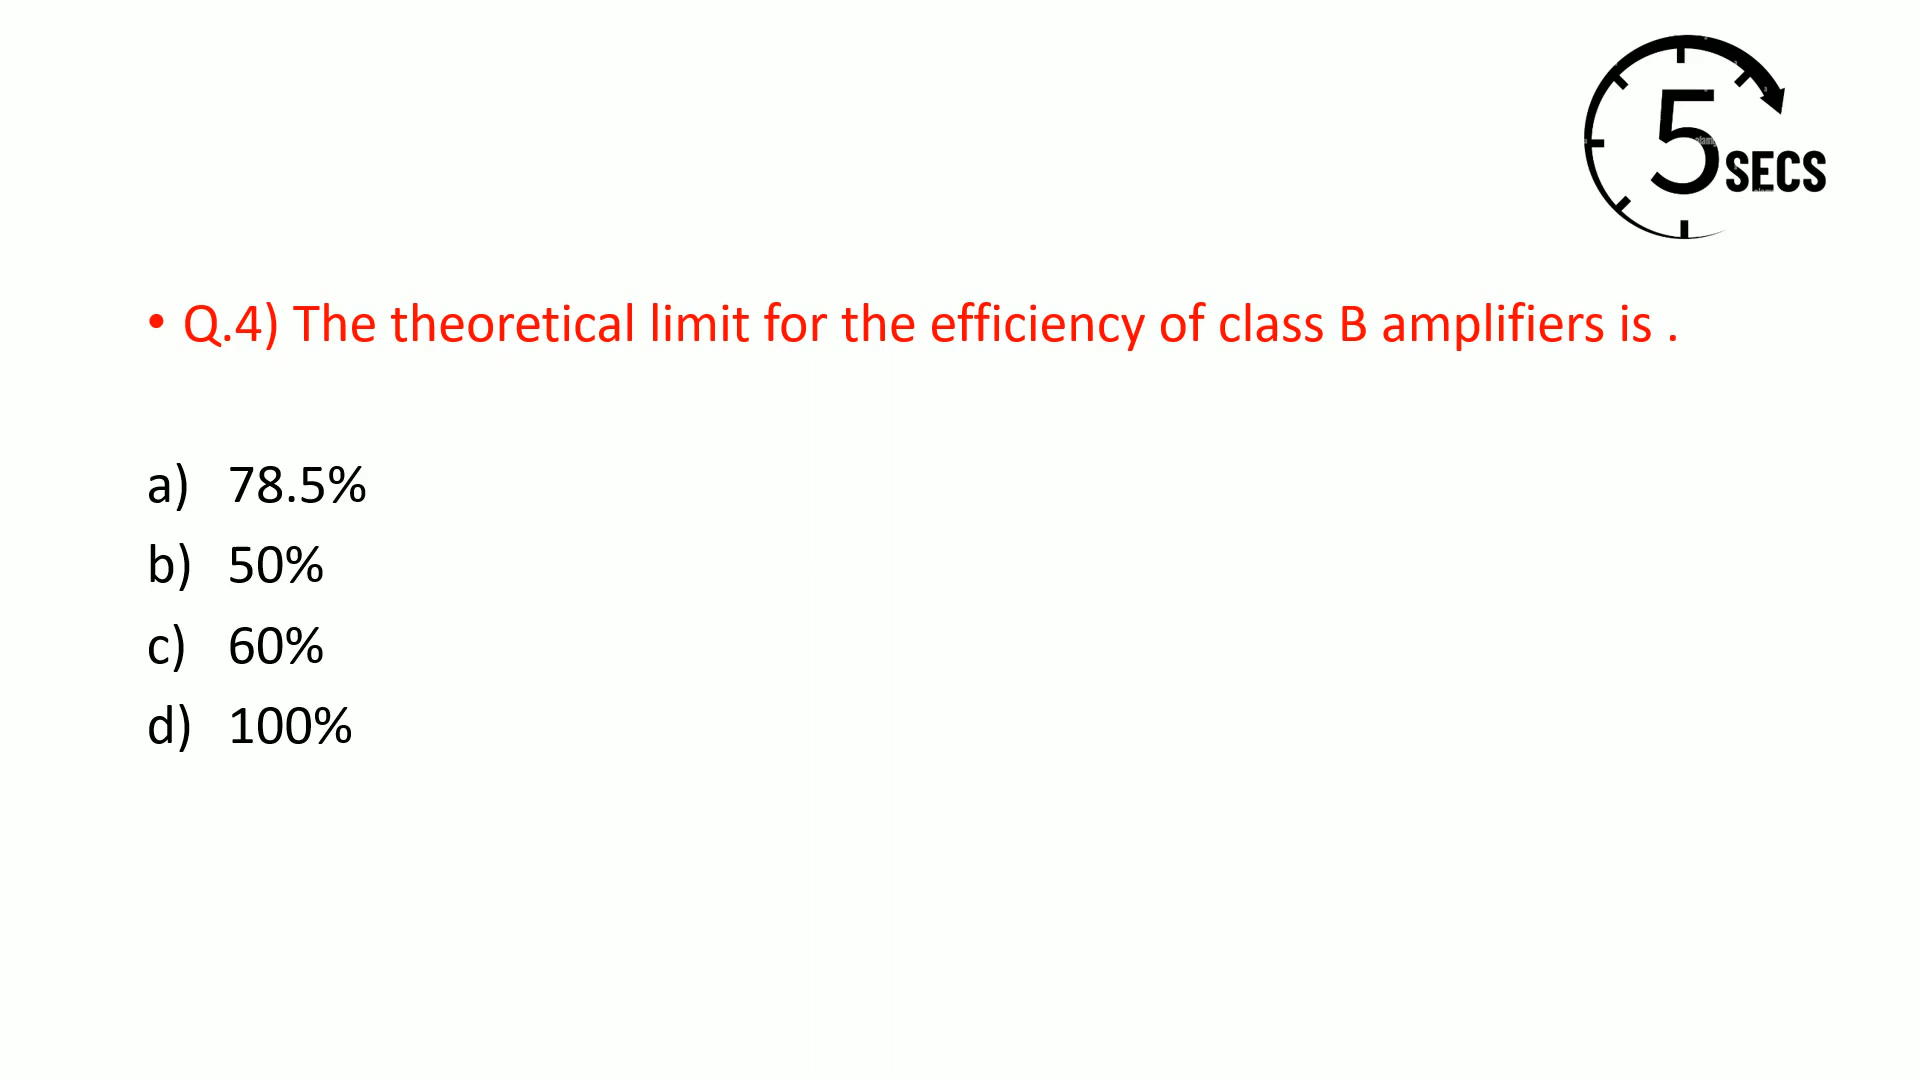 5 SECS
• Q.4) The theoretical limit for the efficiency of class B amplifiers is .
a) 78.5%
b) 50%
c) 60%
d) 100%